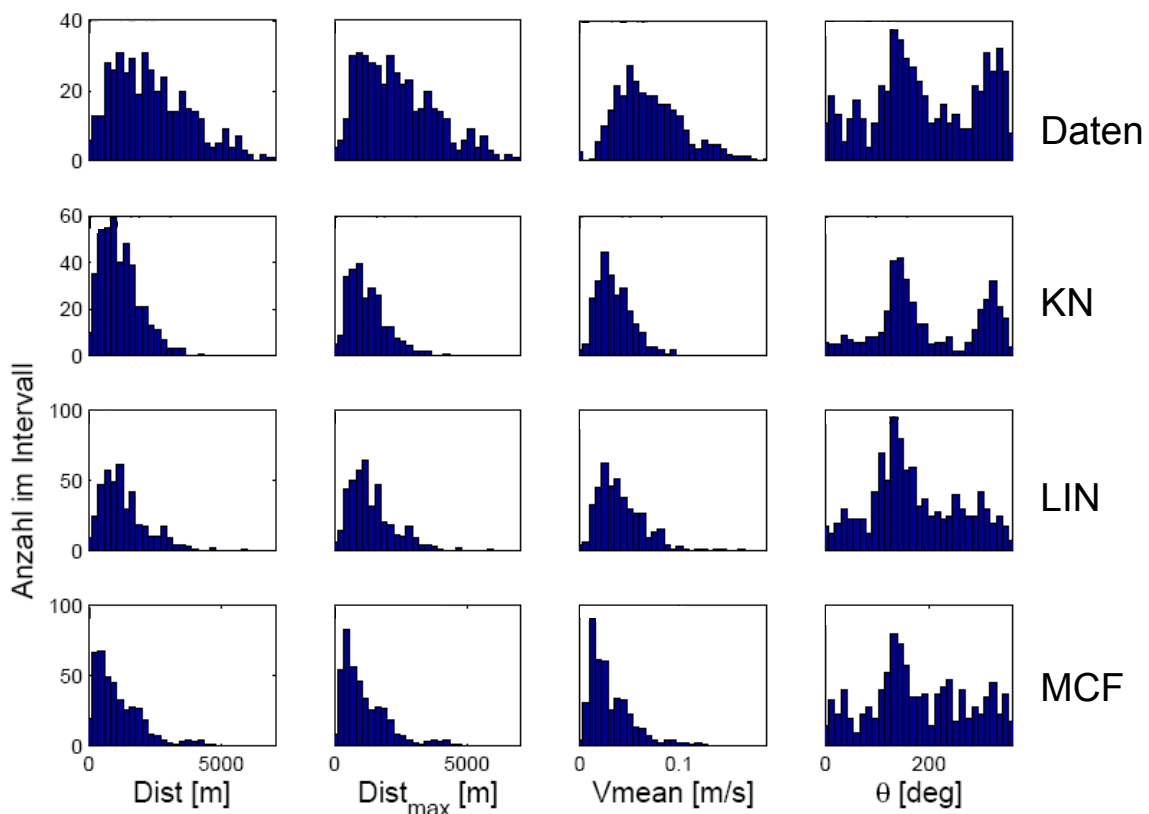 40
20
0
Daten
60
40
20
0
KN
Anzahl im Intervall
100
50
0
LIN
100
50
0
MCF
0 5000 0 5000 0 0.1 0 200
Dist [m] Dist_max [m] Vmean [m/s] θ [deg]